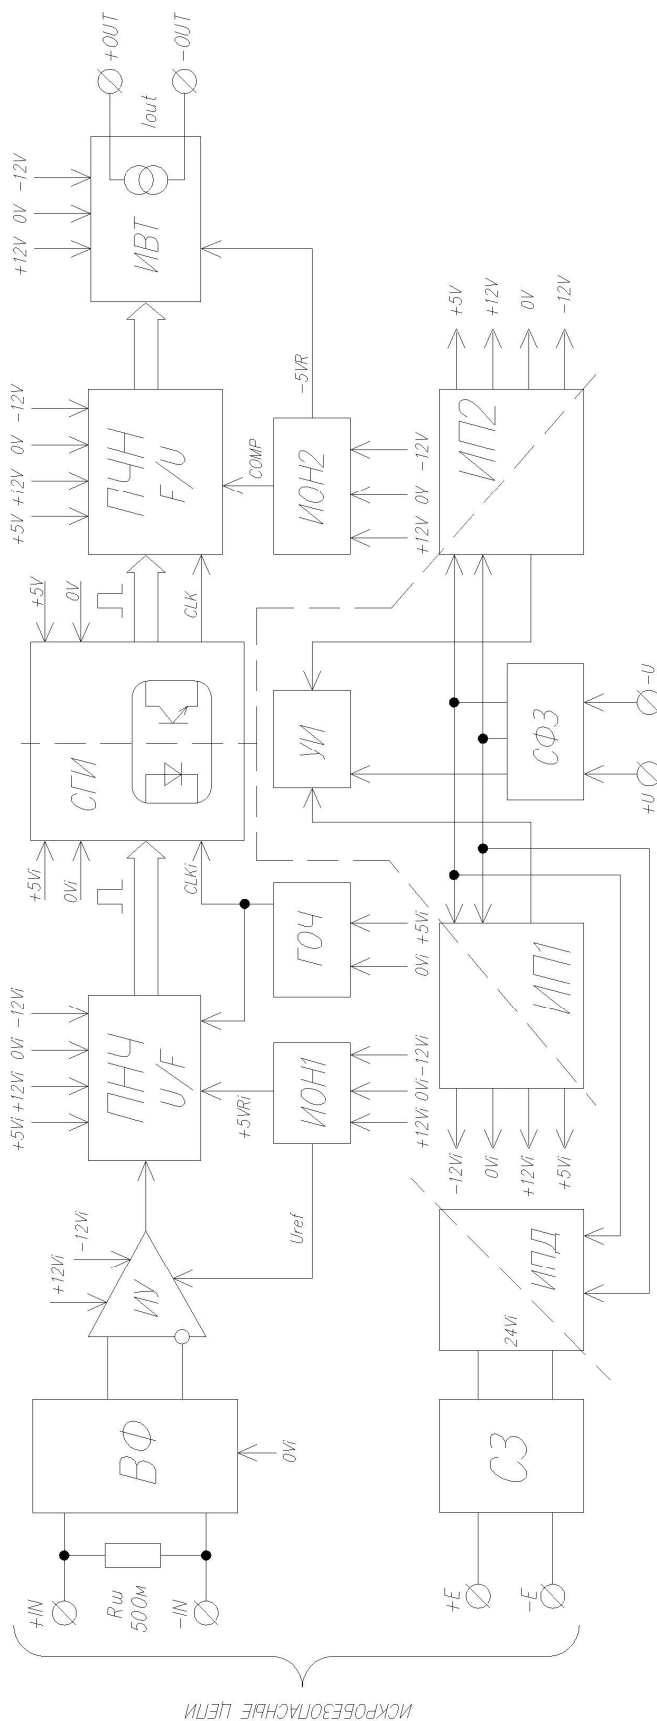 +IN
Rш
50Ом
-IN
ВФ
0Vi
+12Vi
-12Vi
ИУ
Uref
+5Vi
+12Vi
0Vi
-12Vi
ПНЧ
U/F
+5VRi
ИОН1
+12Vi
0Vi
-12Vi
ГОЧ
0Vi
+5Vi
CLKi
+5Vi
0Vi
СГИ
+5V
0V
CLK
+5V
+i2V
0V
-12V
ПЧН
F/U
COMP
ИОН2
+12V
0V
-12V
-5VR
+12V
0V
-12V
ИВТ
Iout
+OUT
-OUT
+E
-E
СЗ
24Vi
ИПД
-12Vi
0Vi
+12Vi
+5Vi
ИП1
УИ
СФЗ
+U
-U
ИП2
+5V
+12V
0V
-12V
ИСКРОБЕЗОПАСНЫЕ ЦЕПИ